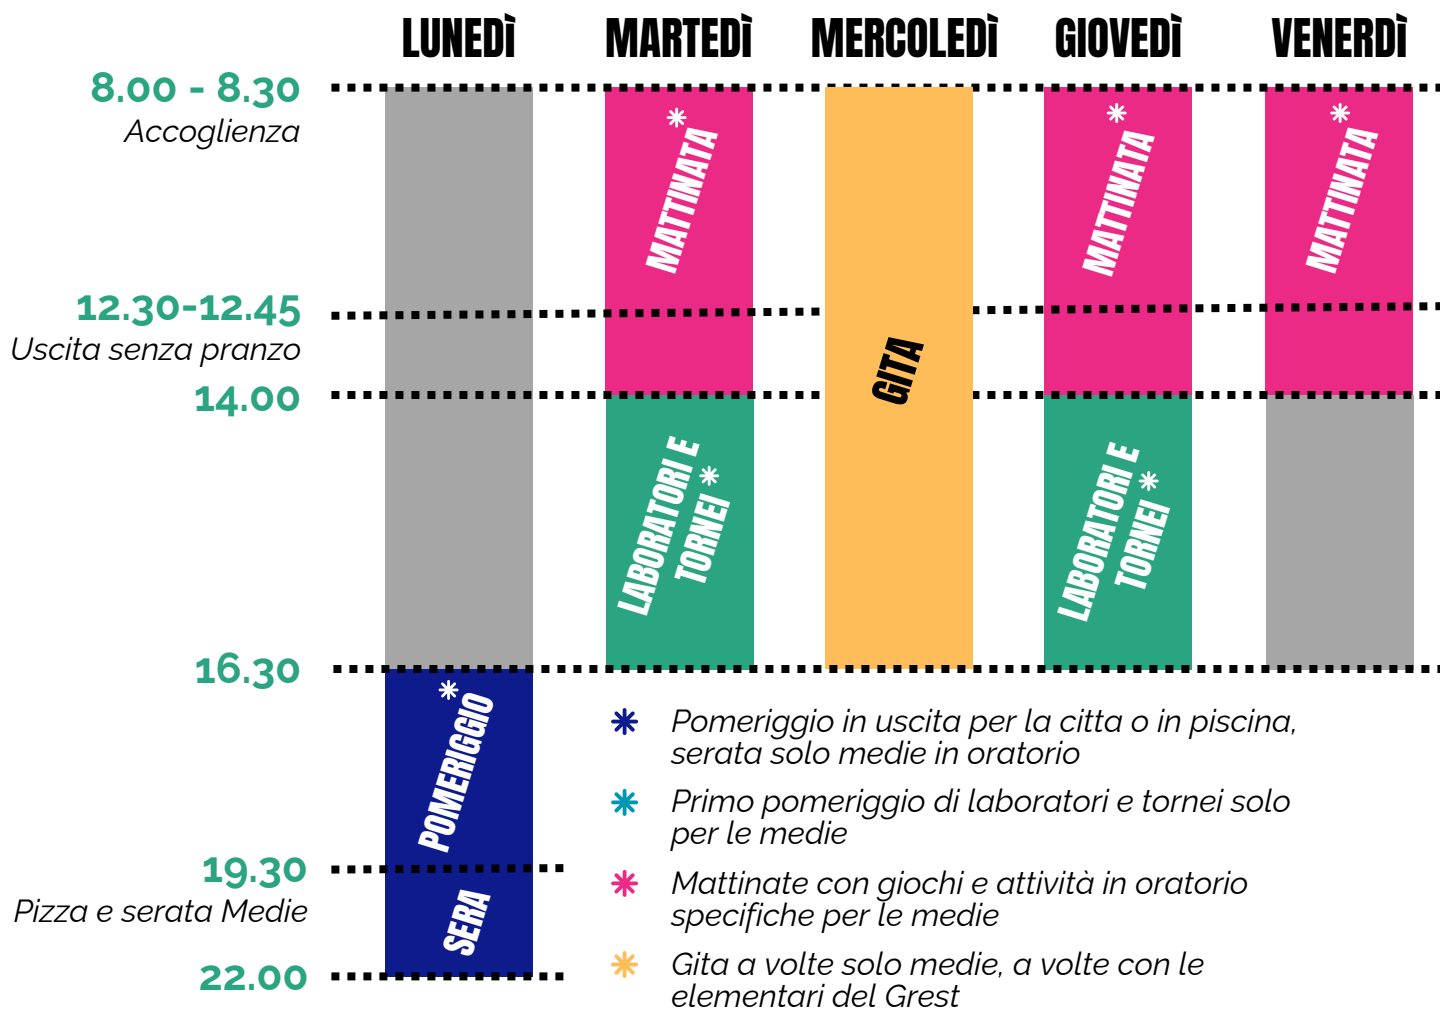 LUNEDÌ MARTEDÌ MERCOLEDÌ GIOVEDÌ VENERDÌ
8.00 - 8.30
Accoglienza
MATTINATA
MATTINATA
MATTINATA
12.30-12.45
Uscita senza pranzo
GITA
14.00
LABORATORI E
TORNEI
LABORATORI E
TORNEI
16.30
POMERIGGIO
19.30
Pizza e serata Medie
SERA
22.00
Pomeriggio in uscita per la citta o in piscina,
serata solo medie in oratorio
Primo pomeriggio di laboratori e tornei solo
per le medie
Mattinate con giochi e attività in oratorio
specifiche per le medie
Gita a volte solo medie, a volte con le
elementari del Grest